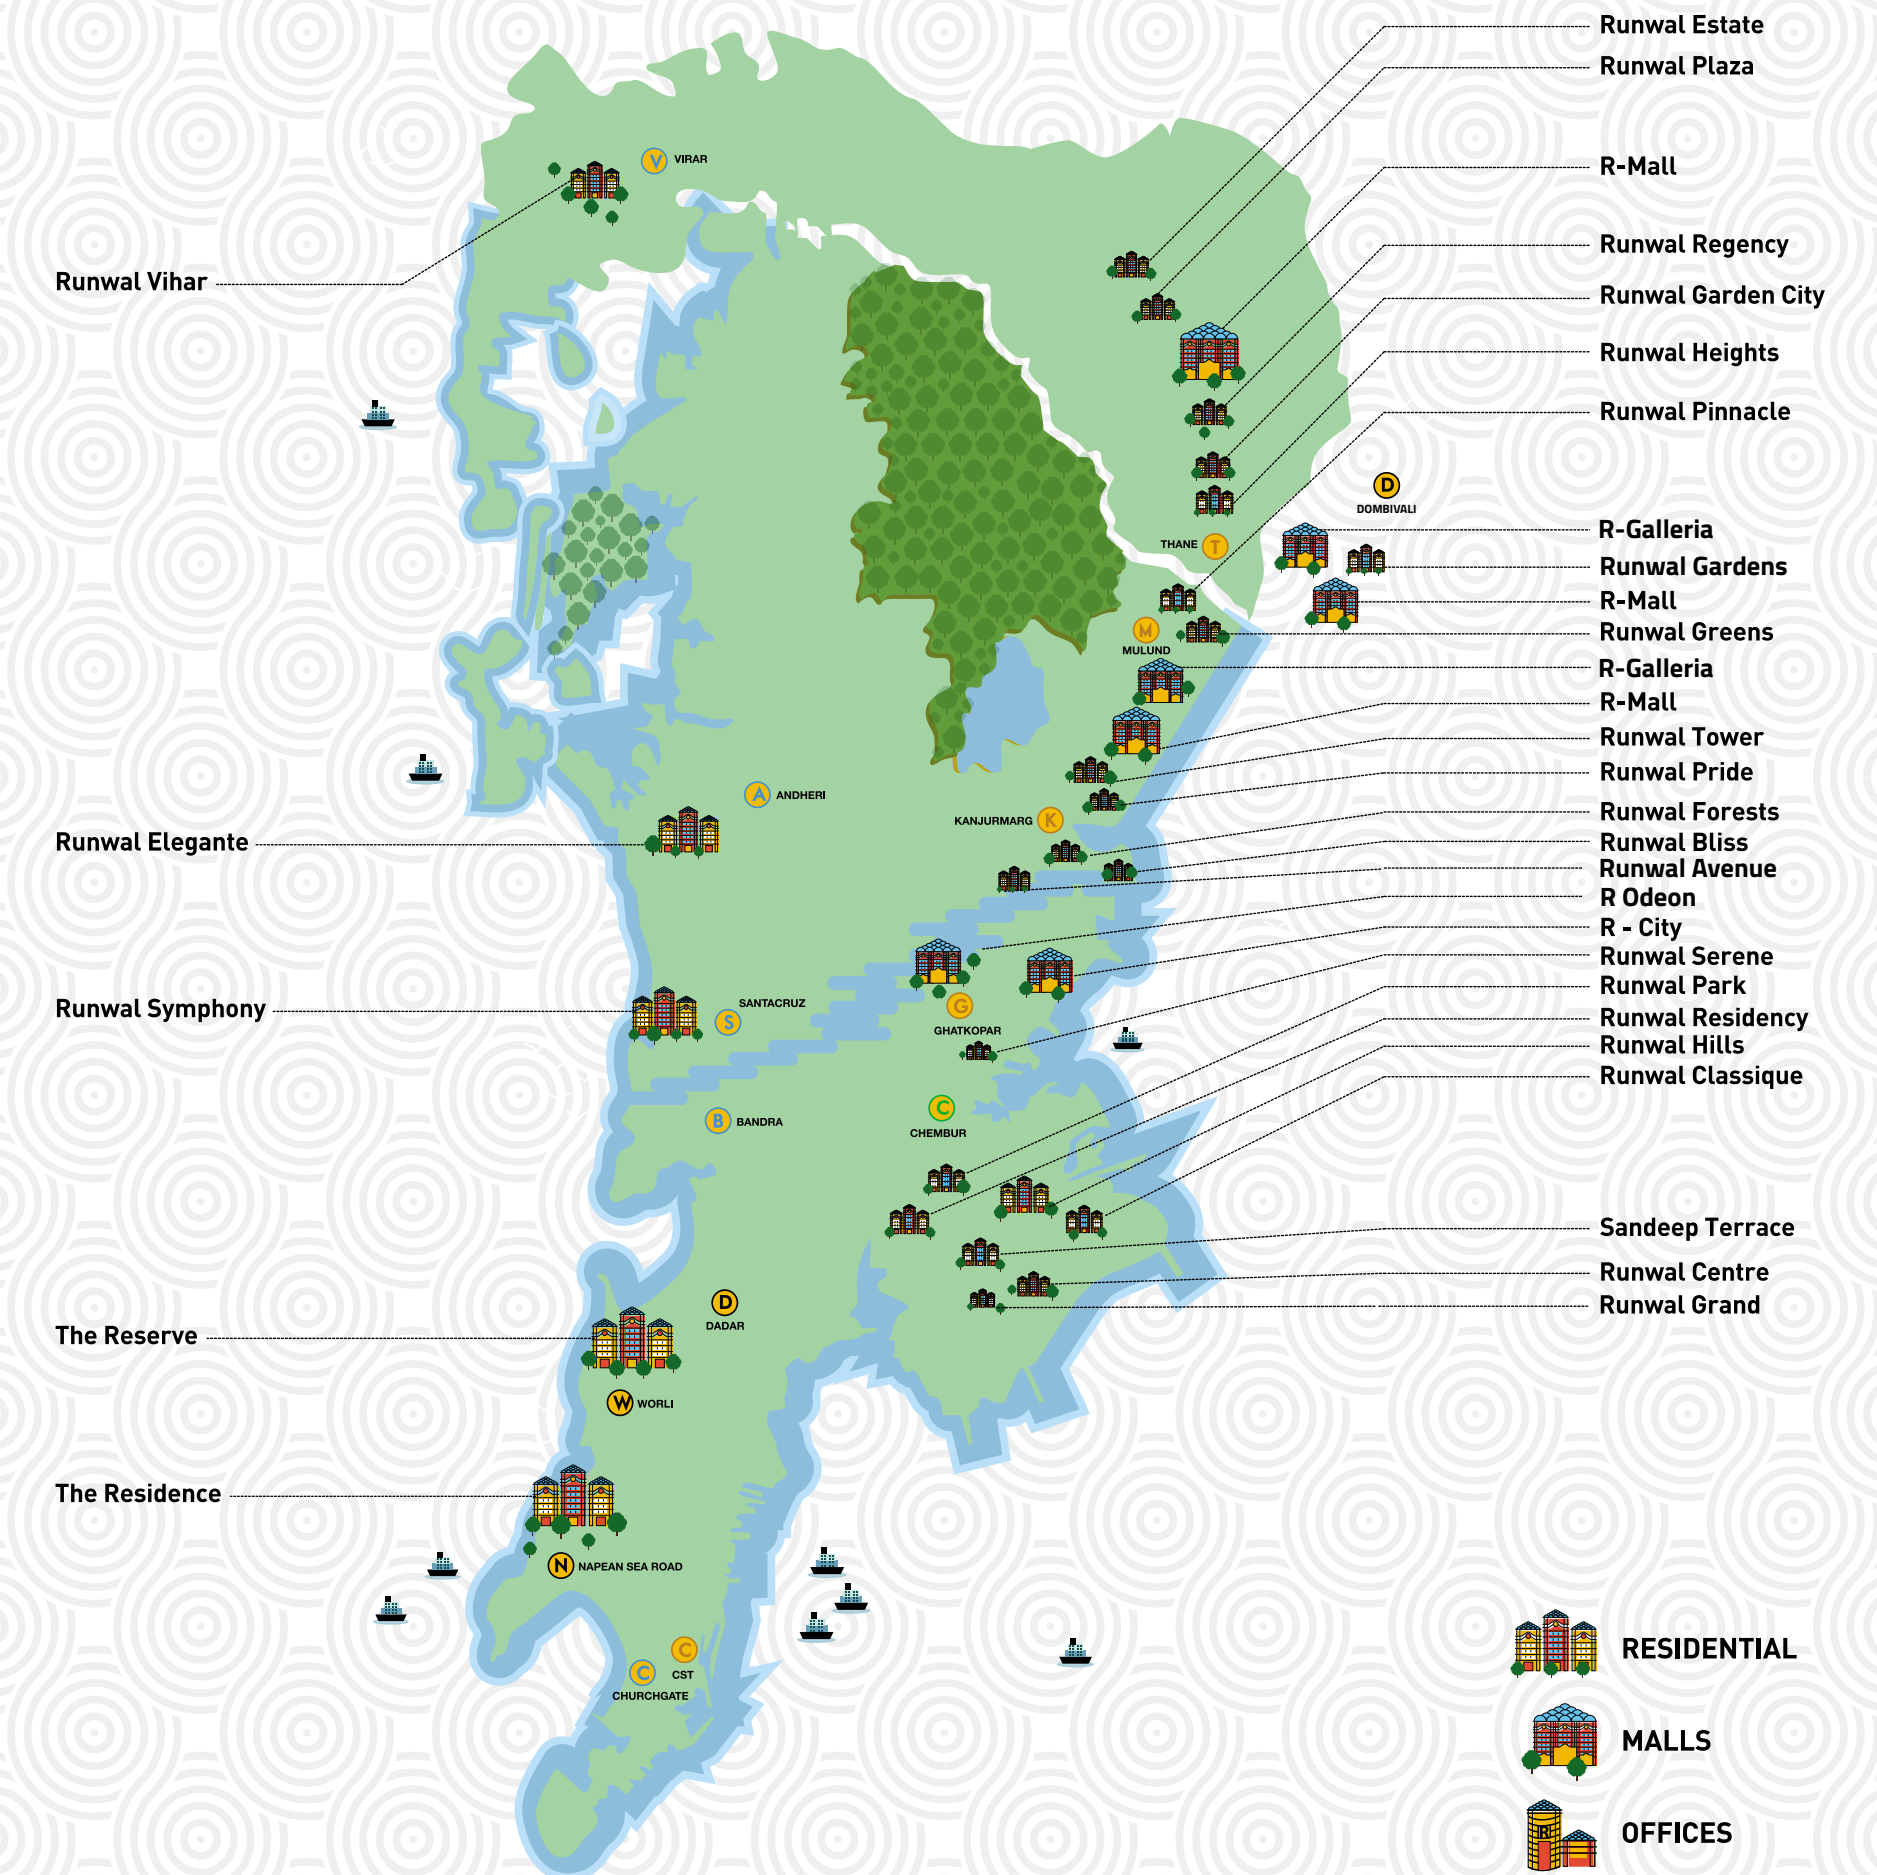 Runwal Estate
Runwal Plaza
R-Mall
Runwal Regency
Runwal Garden City
Runwal Heights
Runwal Pinnacle
R-Galleria
Runwal Gardens
R-Mall
Runwal Greens
R-Galleria
R-Mall
Runwal Tower
Runwal Pride
Runwal Forests
Runwal Bliss
Runwal Avenue
R Odeon
R - City
Runwal Serene
Runwal Park
Runwal Residency
Runwal Hills
Runwal Classique
Sandeep Terrace
Runwal Centre
Runwal Grand
Runwal Vihar
Runwal Elegante
Runwal Symphony
The Reserve
The Residence
V VIRAR
D
DOMBIVALI
THANE T
M
MULUND
A ANDHERI
KANJURMARG K
SANTACRUZ
S
G
GHATKOPAR
B BANDRA
C
CHEMBUR
D
DADAR
W WORLI
N NAPEAN SEA ROAD
C
CST
C
CHURCHGATE
RESIDENTIAL
MALLS
R
OFFICES